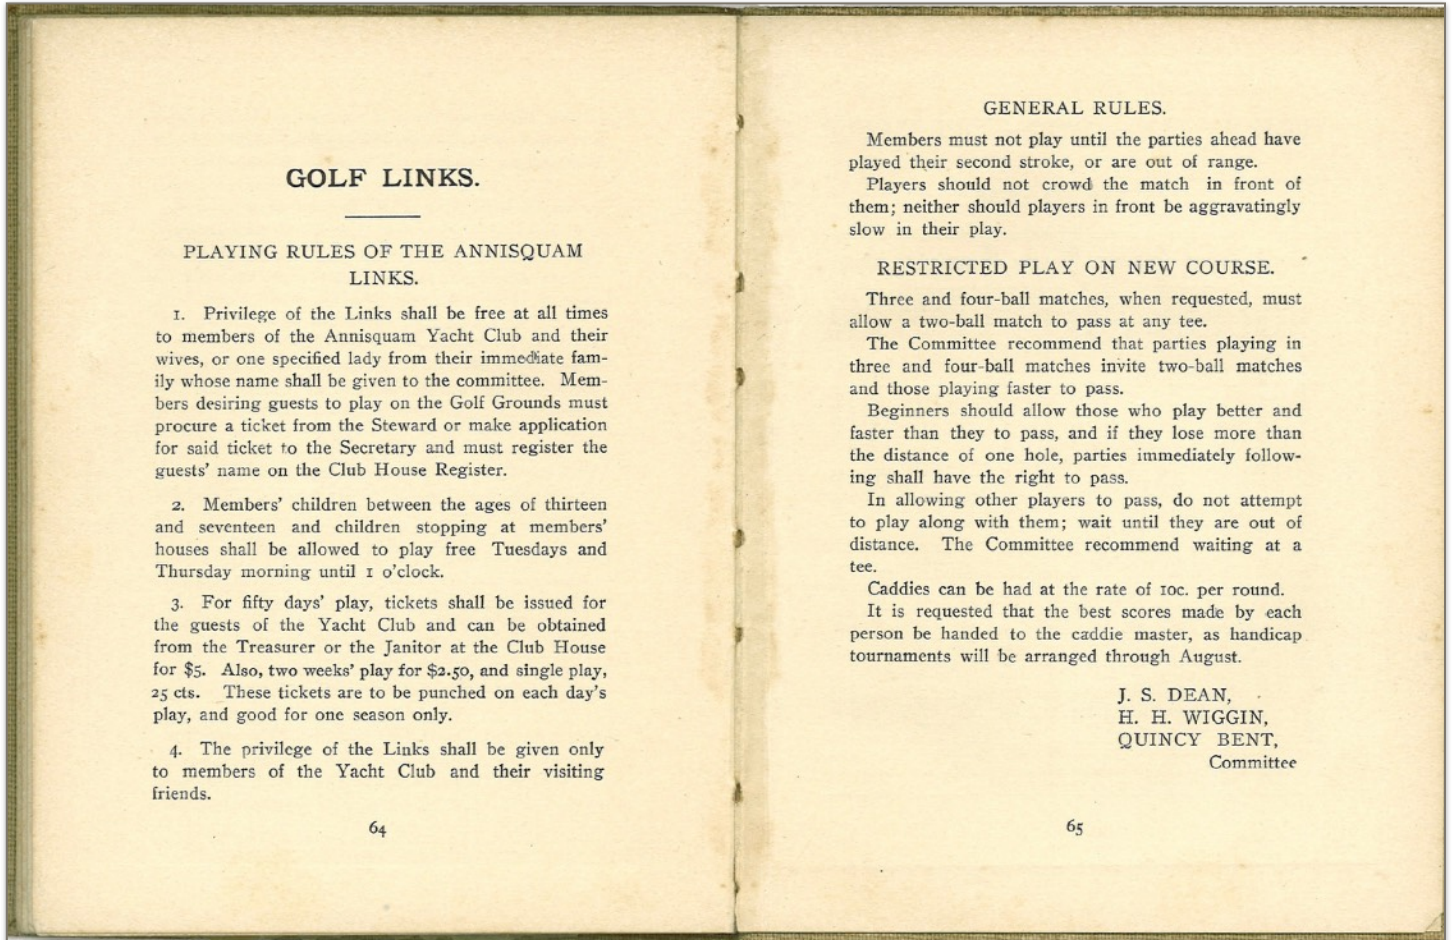 GOLF LINKS.
PLAYING RULES OF THE ANNISQUAM
LINKS.
1. Privilege of the Links shall be free at all times
to members of the Annisquam Yacht Club and their
wives, or one specified lady from their immediate fam-
ily whose name shall be given to the committee. Mem-
bers desiring guests to play on the Golf Grounds must
procure a ticket from the Steward or make application
for said ticket to the Secretary and must register the
guests' name on the Club House Register.
2. Members' children between the ages of thirteen
and seventeen and children stopping at members'
houses shall be allowed to play free Tuesdays and
Thursday morning until 1 o'clock.
3. For fifty days' play, tickets shall be issued for
the guests of the Yacht Club and can be obtained
from the Treasurer or the Janitor at the Club House
for $5. Also, two weeks' play for $2.50, and single play,
25 cts. These tickets are to be punched on each day's
play, and good for one season only.
4. The privilege of the Links shall be given only
to members of the Yacht Club and their visiting
friends.
64
GENERAL RULES.
Members must not play until the parties ahead have
played their second stroke, or are out of range.
Players should not crowd the match in front of
them; neither should players in front be aggravatingly
slow in their play.
RESTRICTED PLAY ON NEW COURSE.
Three and four-ball matches, when requested, must
allow a two-ball match to pass at any tee.
The Committee recommend that parties playing in
three and four-ball matches invite two-ball matches
and those playing faster to pass.
Beginners should allow those who play better and
faster than they to pass, and if they lose more than
the distance of one hole, parties immediately follow-
ing shall have the right to pass.
In allowing other players to pass, do not attempt
to play along with them; wait until they are out of
distance. The Committee recommend waiting at a
tee.
Caddies can be had at the rate of 10c. per round.
It is requested that the best scores made by each
person be handed to the caddie master, as handicap
tournaments will be arranged through August.
J. S. DEAN,
H. H. WIGGIN,
QUINCY BENT,
Committee
65